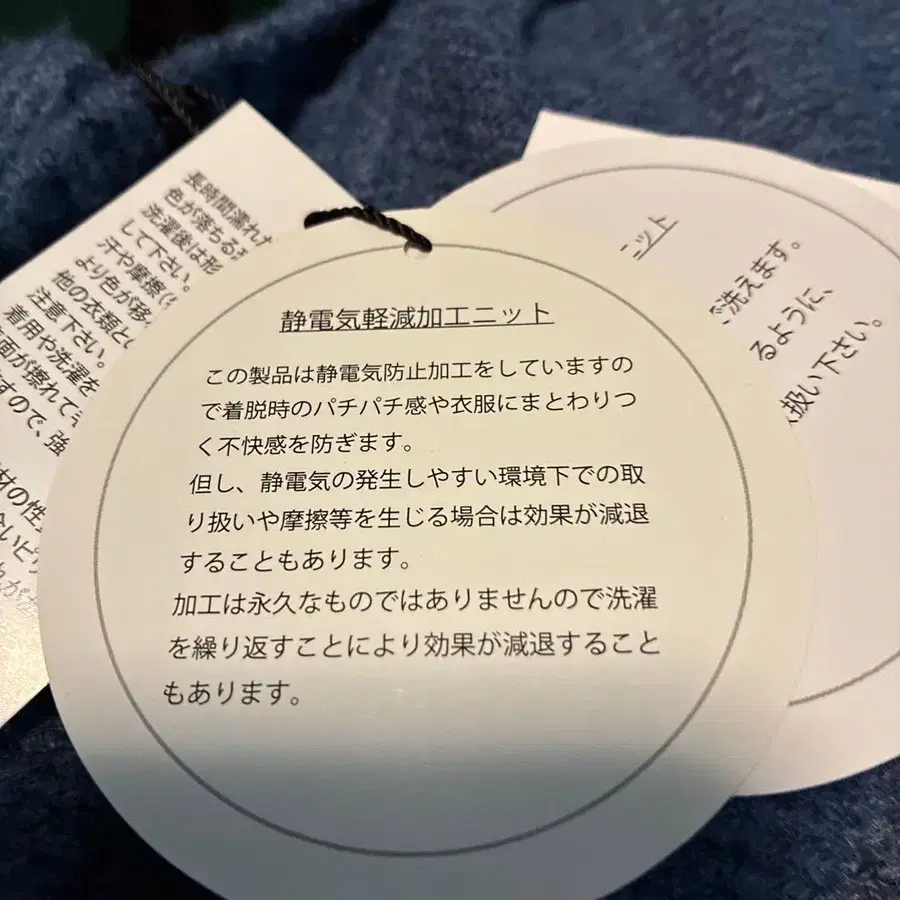 静電気軽減加工ニット
この製品は静電気防止加工をしていますの
で着脱時のパチパチ感や衣服にまとわりつ
く不快感を防ぎます。
但し、静電気の発生しやすい環境下での取
り扱いや摩擦等を生じる場合は効果が減退
することもあります。
加工は永久なものではありませんので洗濯
を繰り返すことにより効果が減退すること
もあります。
長時間濡れた
色が落ちる
洗濯後は形
して下さい。
汗や摩擦
より色が移
他の衣類と
注意下さい。
着用や洗濯を
面が擦れて
すので、強
材の性
ニット
洗えます。
るように、
扱い下さい。